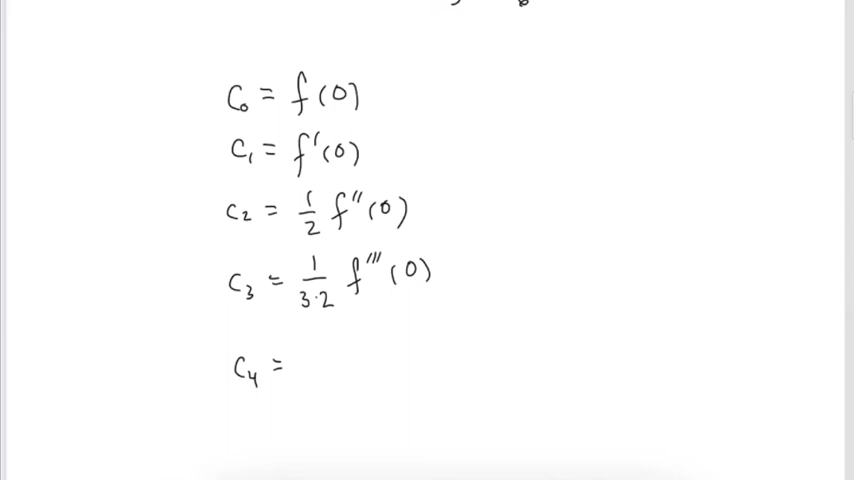 c₀ = f(0)
c₁ = f′(0)
c₂ = 1/2 f″(0)
c₃ = 1/(3·2) f‴(0)
c₄ =